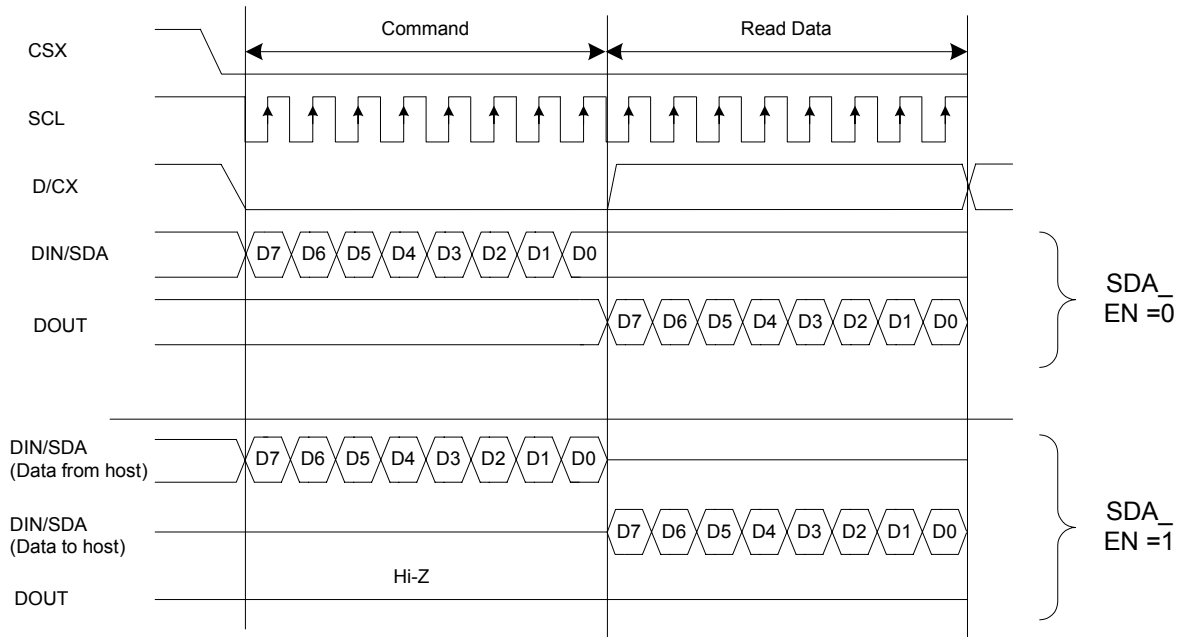 Command
Read Data
CSX
SCL
D/CX
DIN/SDA
D7 D6 D5 D4 D3 D2 D1 D0
DOUT
D7 D6 D5 D4 D3 D2 D1 D0
SDA_
EN =0
DIN/SDA
(Data from host)
D7 D6 D5 D4 D3 D2 D1 D0
DIN/SDA
(Data to host)
D7 D6 D5 D4 D3 D2 D1 D0
SDA_
EN =1
Hi-Z
DOUT